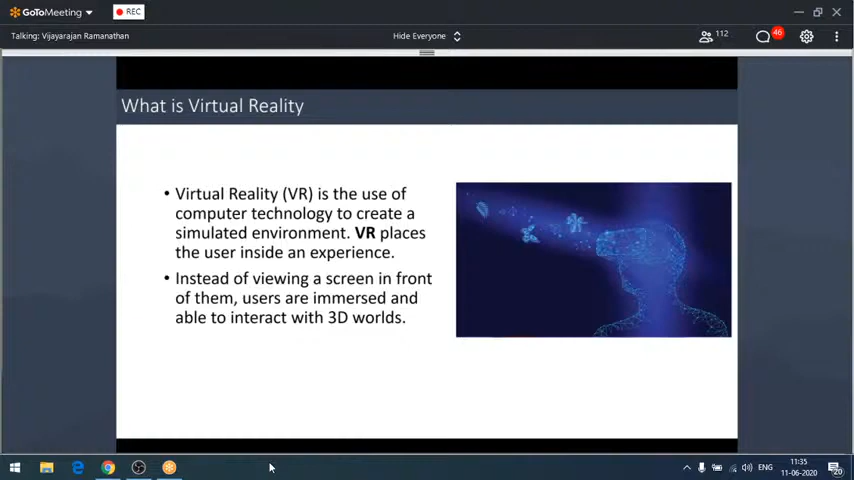 GoToMeeting
REC
Talking: Vijayarajan Ramanathan
Hide Everyone
112
46
What is Virtual Reality
• Virtual Reality (VR) is the use of
computer technology to create a
simulated environment. VR places
the user inside an experience.
• Instead of viewing a screen in front
of them, users are immersed and
able to interact with 3D worlds.
ENG
11:35
11-06-2020
20